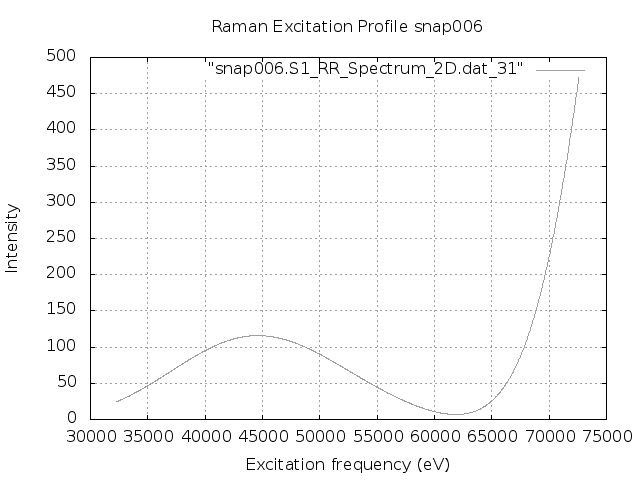 Raman Excitation Profile snap006
500
"snap006.S1_RR_Spectrum_2D.dat_31"
450
400
350
300
250
200
150
100
50
0
Intensity
30000 35000 40000 45000 50000 55000 60000 65000 70000 75000
Excitation frequency (eV)